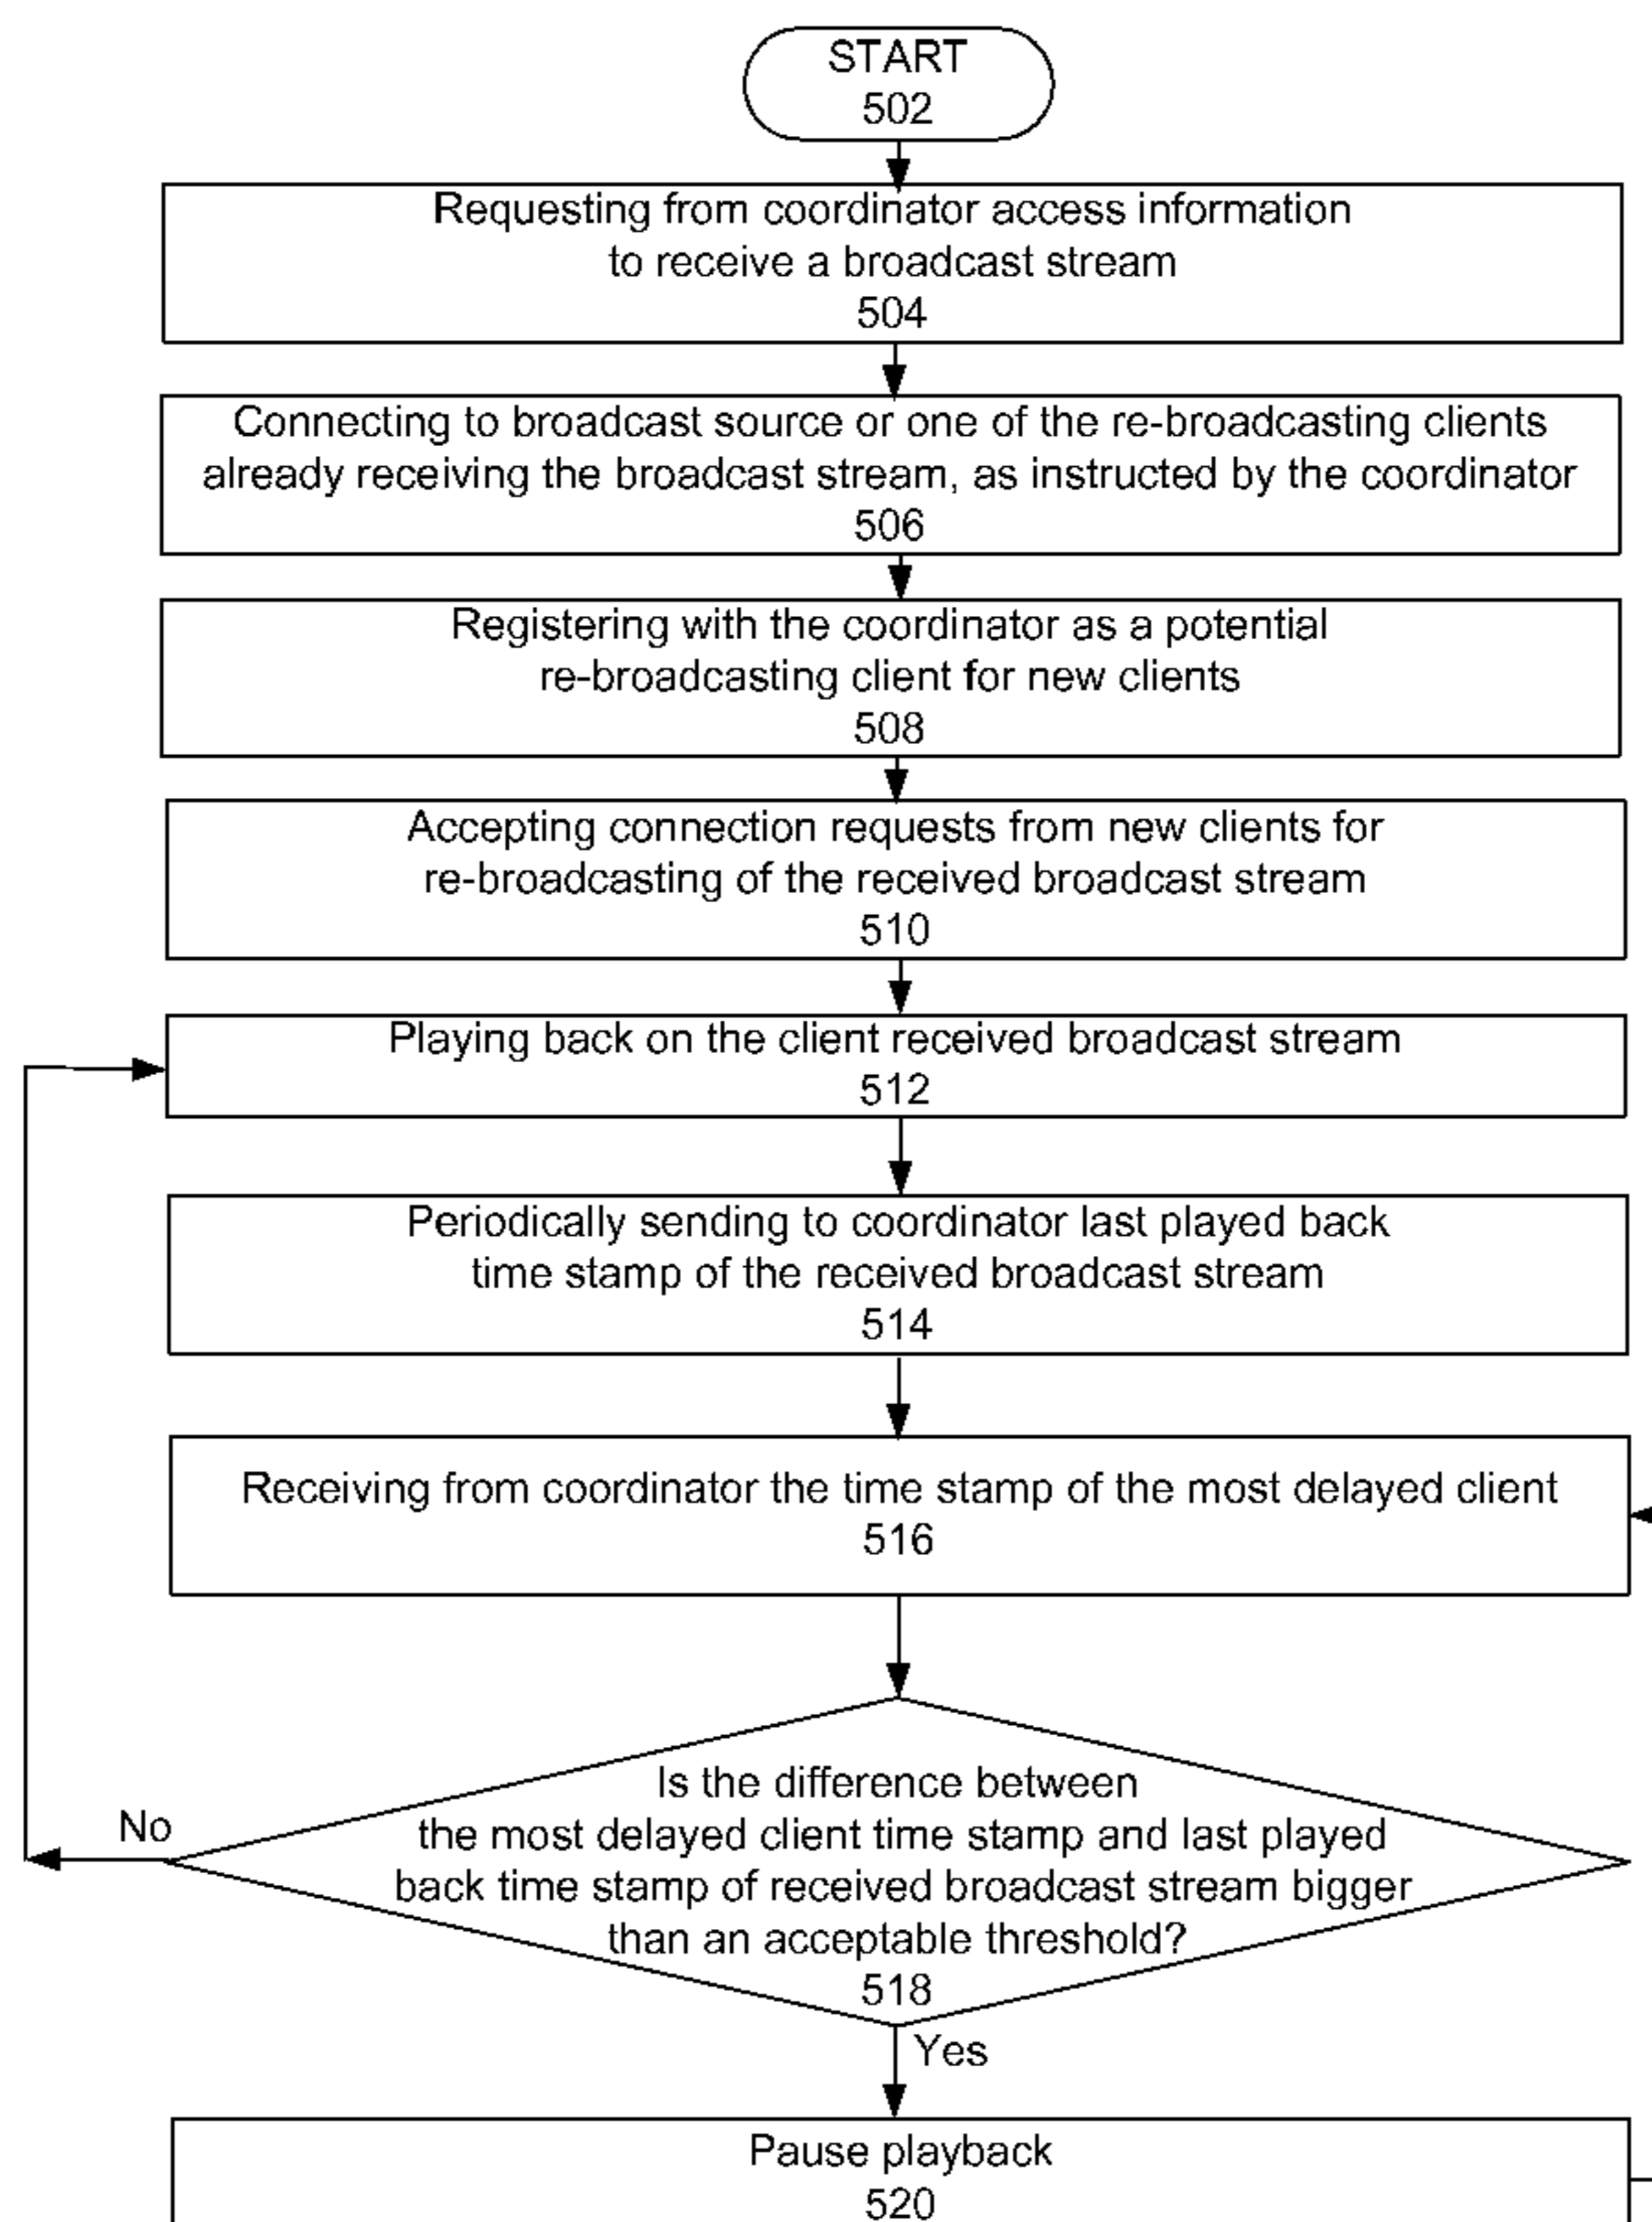 START
502
Requesting from coordinator access information
to receive a broadcast stream
504
Connecting to broadcast source or one of the re-broadcasting clients
already receiving the broadcast stream, as instructed by the coordinator
506
Registering with the coordinator as a potential
re-broadcasting client for new clients
508
Accepting connection requests from new clients for
re-broadcasting of the received broadcast stream
510
Playing back on the client received broadcast stream
512
Periodically sending to coordinator last played back
time stamp of the received broadcast stream
514
Receiving from coordinator the time stamp of the most delayed client
516
Is the difference between
the most delayed client time stamp and last played
back time stamp of received broadcast stream bigger
than an acceptable threshold?
518
No
Yes
Pause playback
520